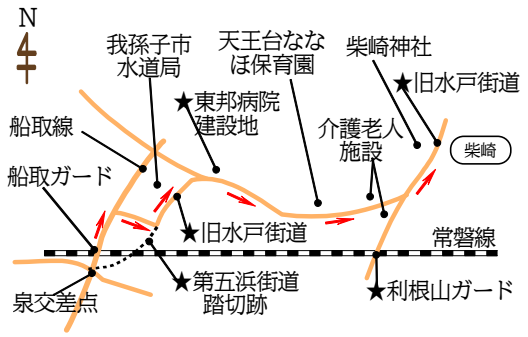 N
我孫子市
水道局
天王台なな
ほ保育園
柴崎神社
★旧水戸街道
★東邦病院
建設地
船取線
介護老人
施設
柴崎
船取ガード
★旧水戸街道
常磐線
★第五浜街道
踏切跡
★利根山ガード
泉交差点